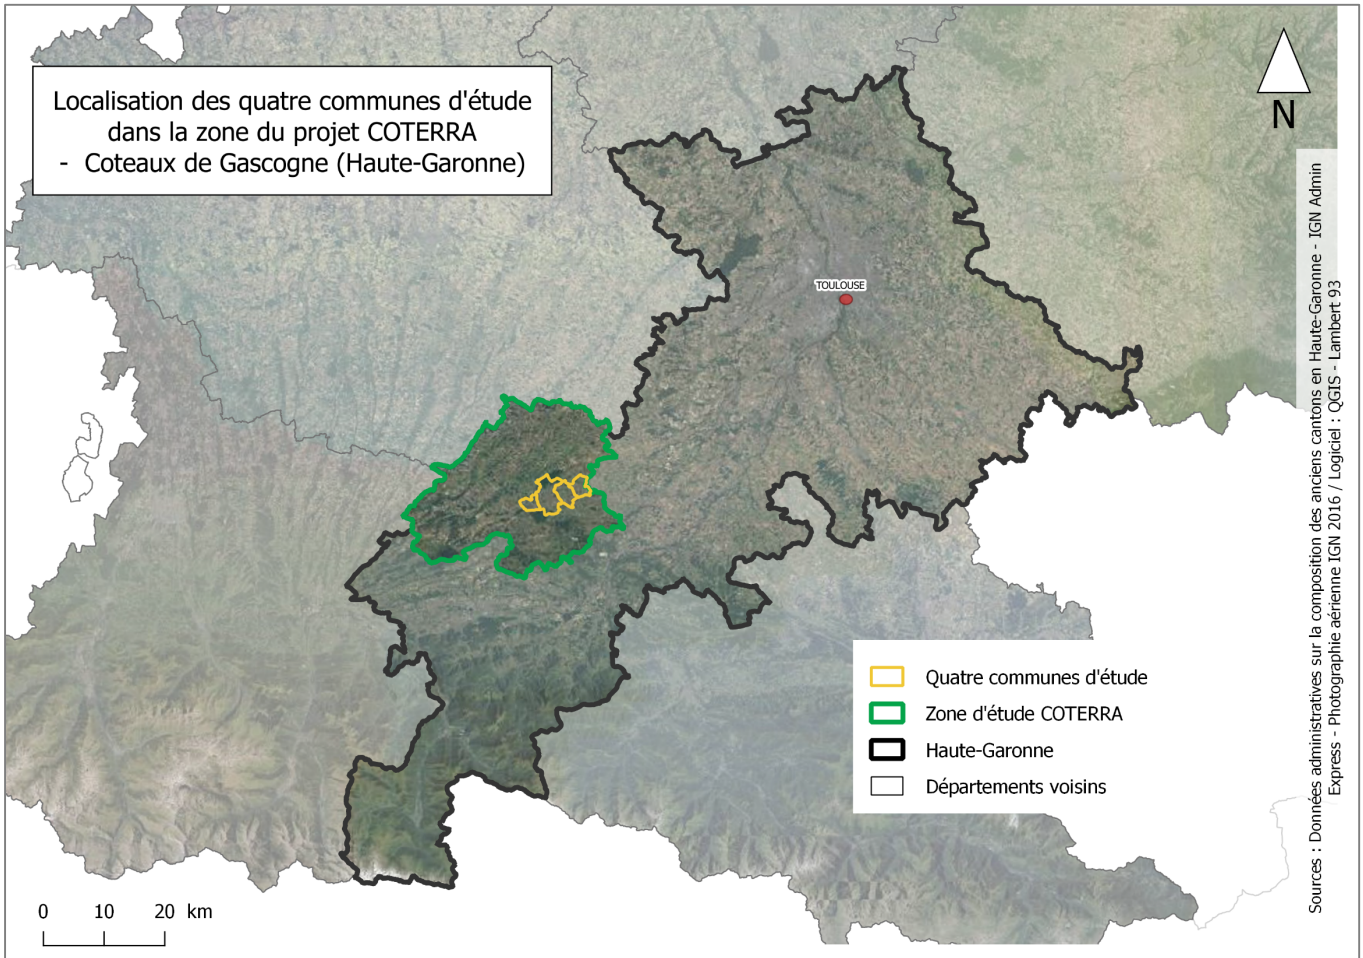 Localisation des quatre communes d'étude
dans la zone du projet COTERRA
- Coteaux de Gascogne (Haute-Garonne)
N
TOULOUSE
Quatre communes d'étude
Zone d'étude COTERRA
Haute-Garonne
Départements voisins
0 10 20 km
Sources : Données administratives sur la composition des anciens cantons en Haute-Garonne - IGN Admin
Express - Photographie aérienne IGN 2016 / Logiciel : QGIS - Lambert 93